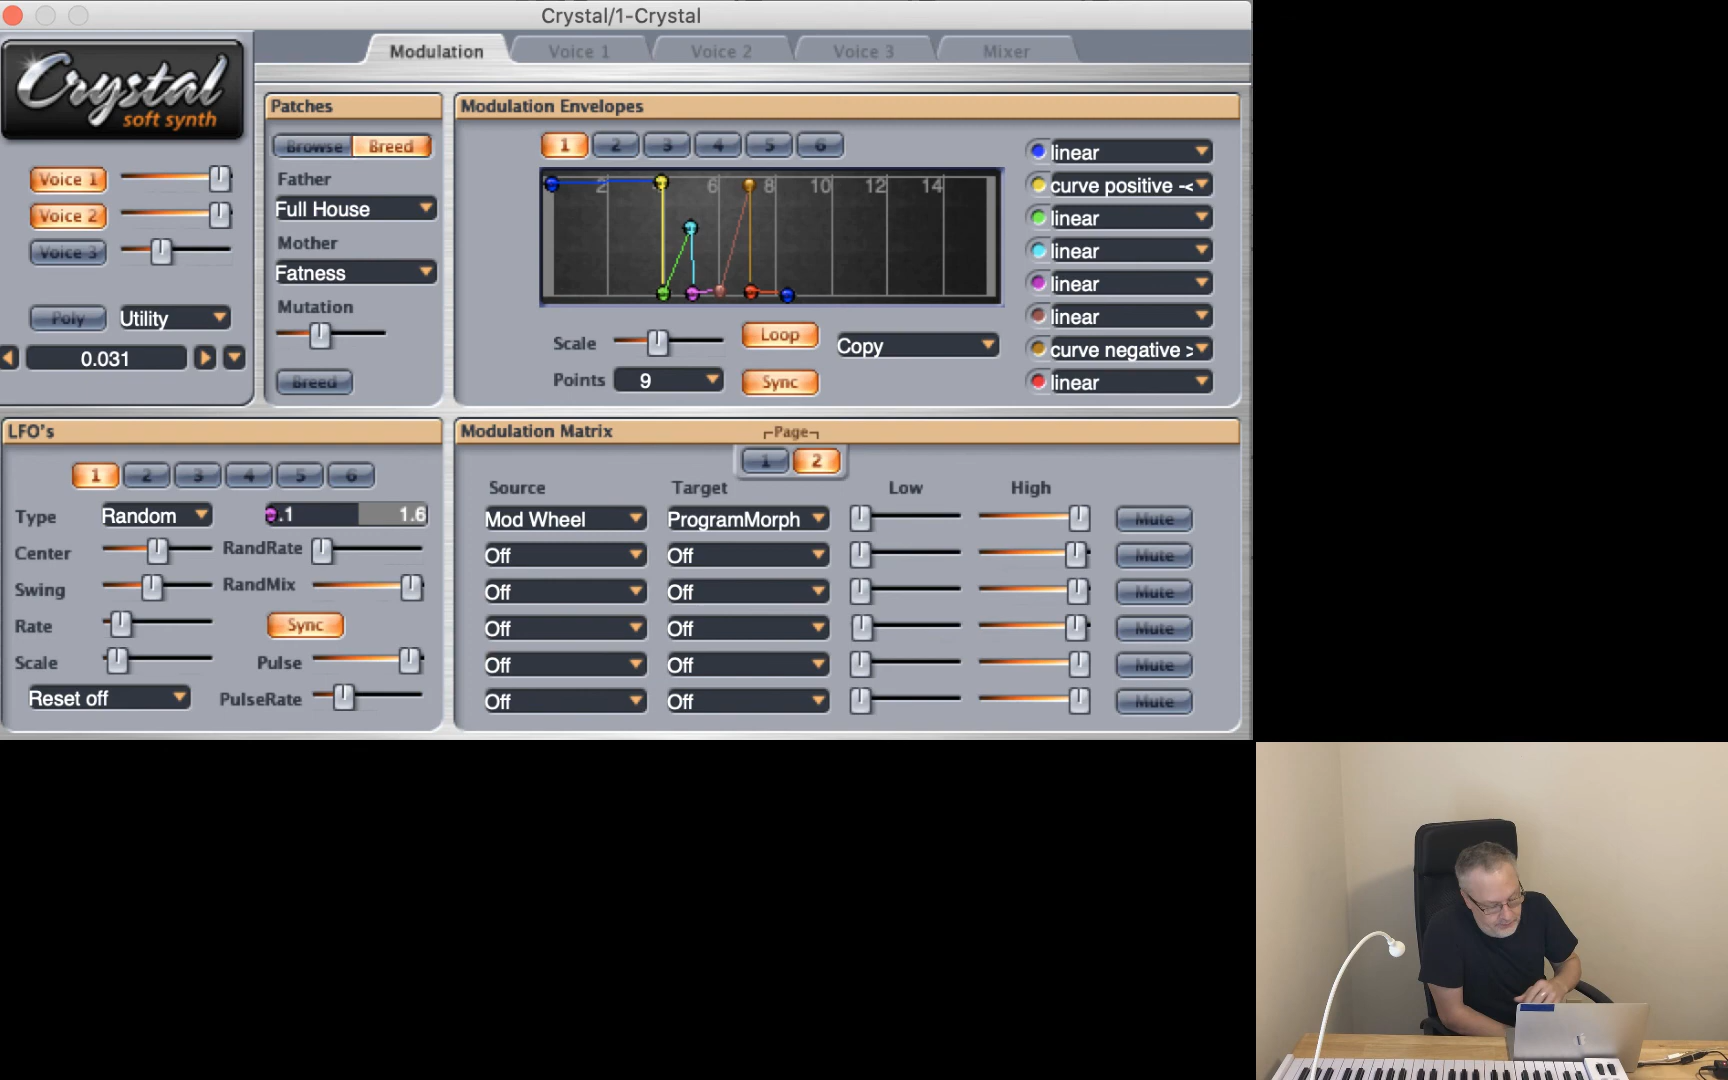 Crystal/1-Crystal
Modulation
Voice 1
Voice 2
Voice 3
Mixer
Crystal
soft synth
Voice 1
Voice 2
Voice 3
Poly
Utility
0.031
Patches
Browse
Breed
Father
Full House
Mother
Fatness
Mutation
Breed
Modulation Envelopes
1 2 3 4 5 6
2 6 8 10 12 14
Scale
Loop
Copy
Points
9
Sync
linear
curve positive -<
linear
linear
linear
linear
curve negative >
linear
LFO's
1 2 3 4 5 6
Type
Random
.1
1.6
Center
RandRate
Swing
RandMix
Rate
Sync
Scale
Pulse
Reset off
PulseRate
Modulation Matrix
Page
1 2
Source
Target
Low
High
Mod Wheel
ProgramMorph
Mute
Off
Off
Mute
Off
Off
Mute
Off
Off
Mute
Off
Off
Mute
Off
Off
Mute